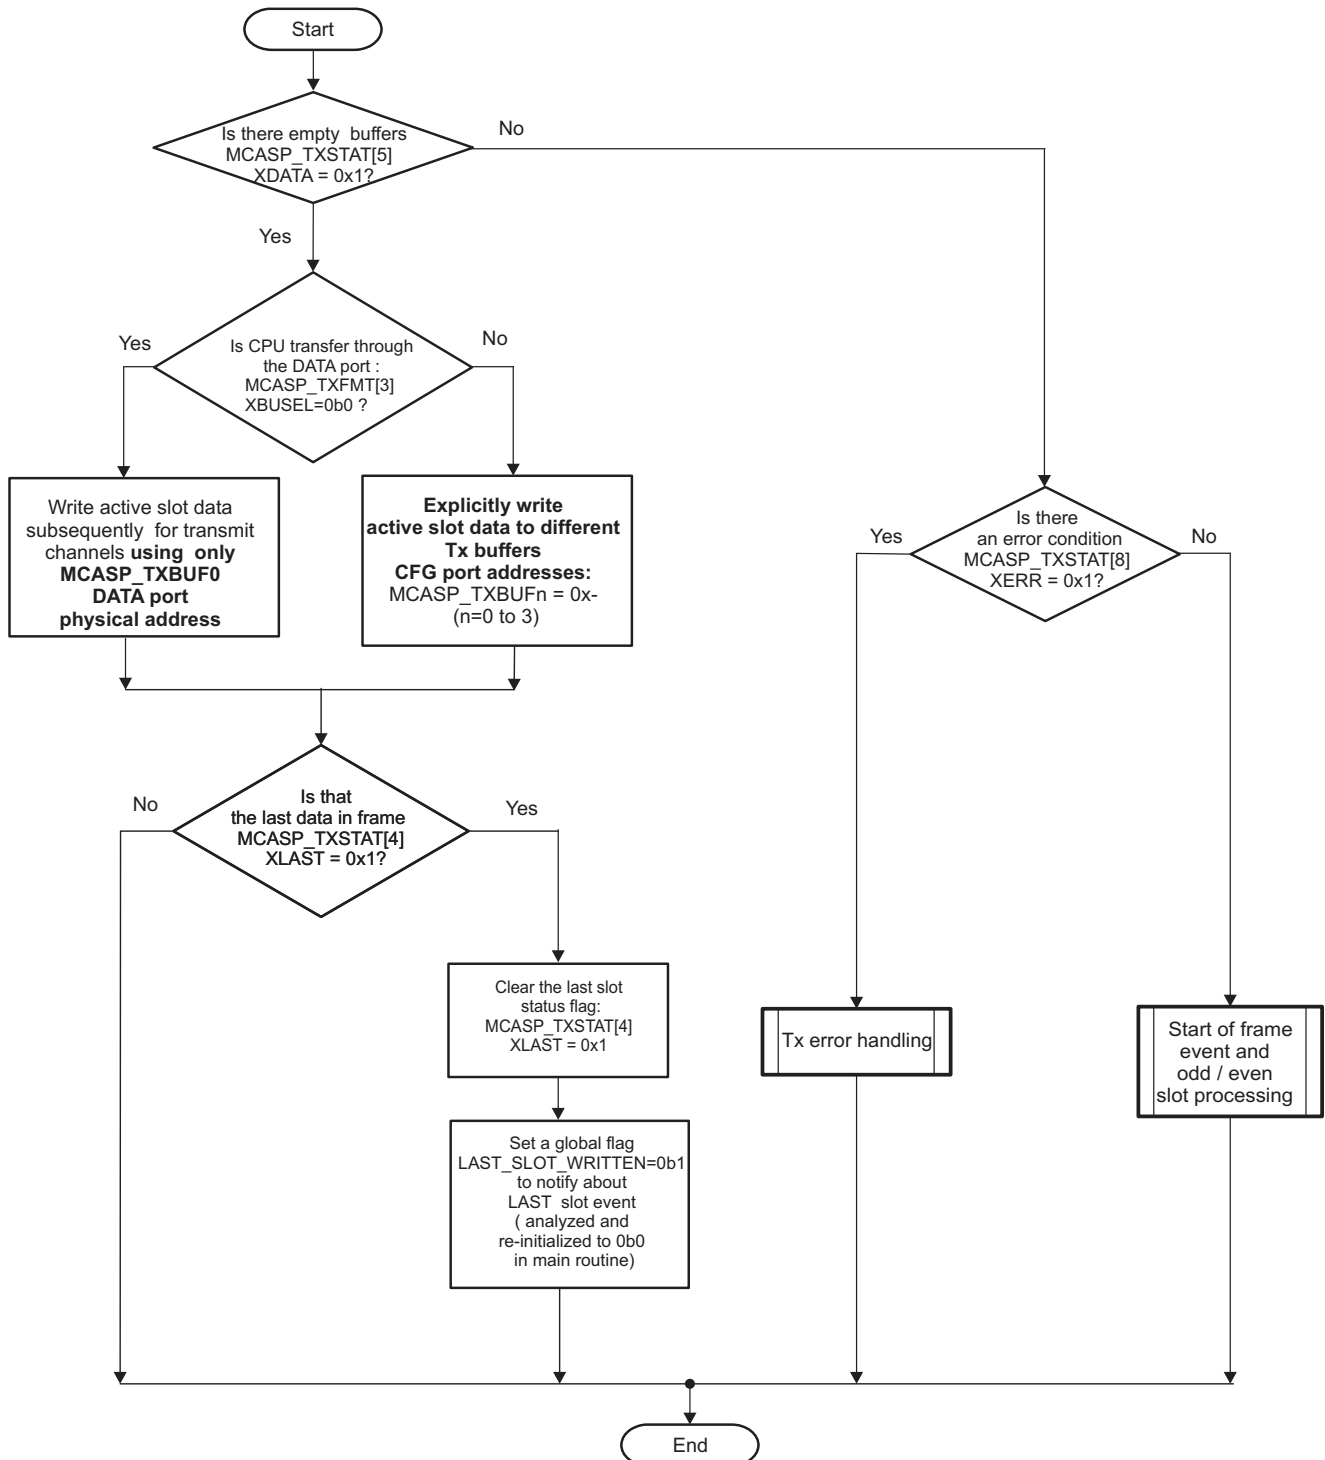 Start
Is there empty buffers
MCASP_TXSTAT[5]
XDATA = 0x1?
No
Yes
Is CPU transfer through
the DATA port :
MCASP_TXFMT[3]
XBUSEL=0b0 ?
Yes
No
Write active slot data
subsequently for transmit
channels using only
MCASP_TXBUF0
DATA port
physical address
Explicitly write
active slot data to different
Tx buffers
CFG port addresses:
MCASP_TXBUFn = 0x-
(n=0 to 3)
Is there
an error condition
MCASP_TXSTAT[8]
XERR = 0x1?
Yes
No
Is that
the last data in frame
MCASP_TXSTAT[4]
XLAST = 0x1?
No
Yes
Clear the last slot
status flag:
MCASP_TXSTAT[4]
XLAST = 0x1
Tx error handling
Start of frame
event and
odd / even
slot processing
Set a global flag
LAST_SLOT_WRITTEN=0b1
to notify about
LAST slot event
( analyzed and
re-initialized to 0b0
in main routine)
End